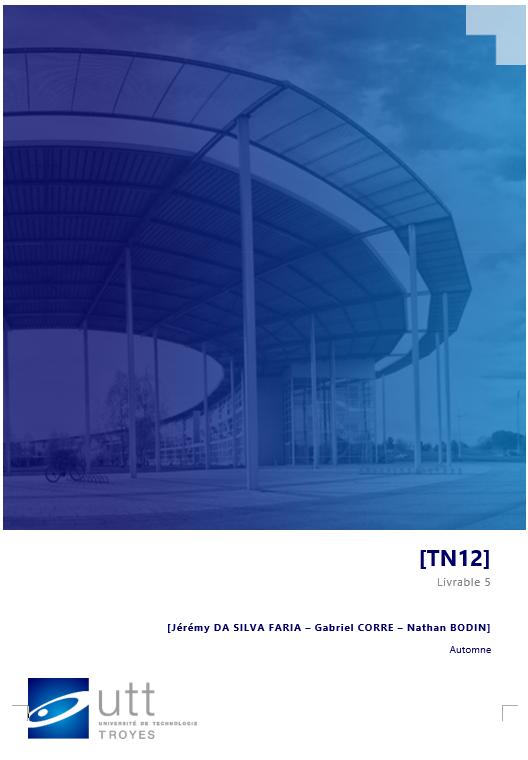 [TN12]
Livrable 5
[Jérémy DA SILVA FARIA – Gabriel CORRE – Nathan BODIN]
Automne
utt
UNIVERSITÉ DE TECHNOLOGIE
TROYES